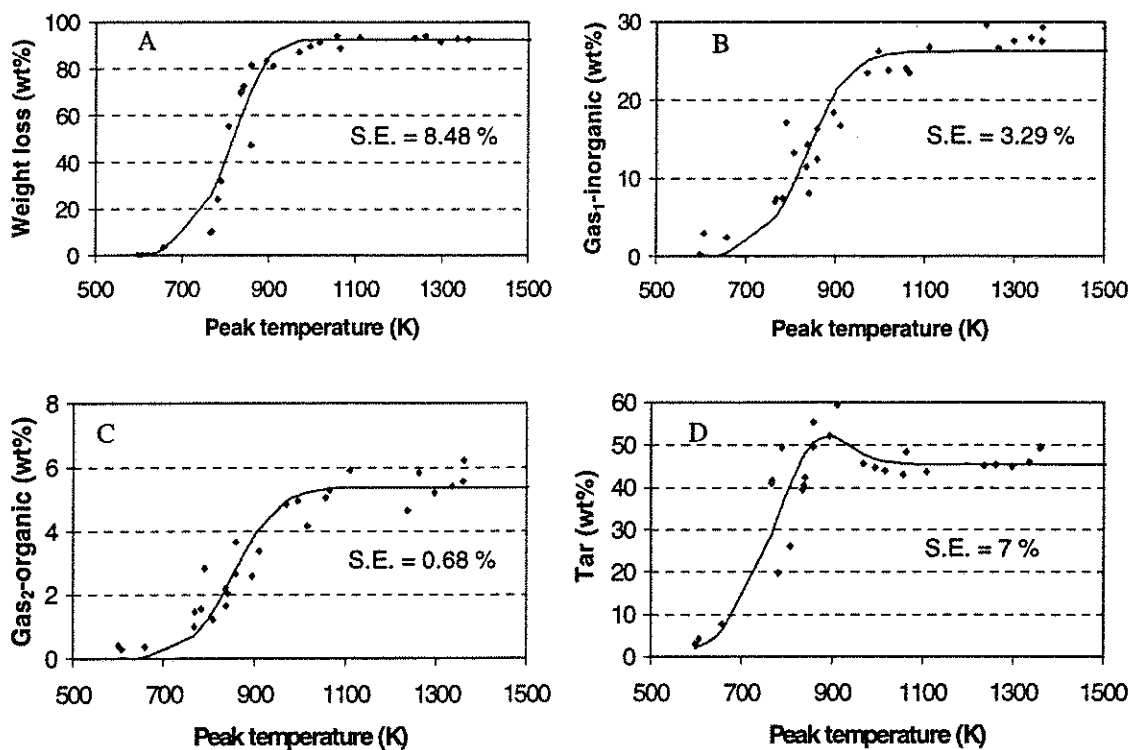 A
Weight loss (wt%)
100
80
60
40
20
0
S.E. = 8.48 %
500 700 900 1100 1300 1500
Peak temperature (K)
B
Gas₁-inorganic (wt%)
30
20
10
0
S.E. = 3.29 %
500 700 900 1100 1300 1500
Peak temperature (K)
C
Gas₂-organic (wt%)
8
6
4
2
0
S.E. = 0.68 %
500 700 900 1100 1300 1500
Peak temperature (K)
D
Tar (wt%)
60
50
40
30
20
10
0
S.E. = 7 %
500 700 900 1100 1300 1500
Peak temperature (K)